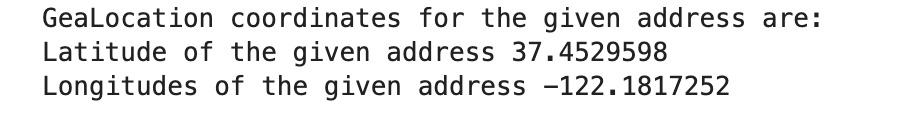 GeaLocation coordinates for the given address are:
Latitude of the given address 37.4529598
Longitudes of the given address -122.1817252